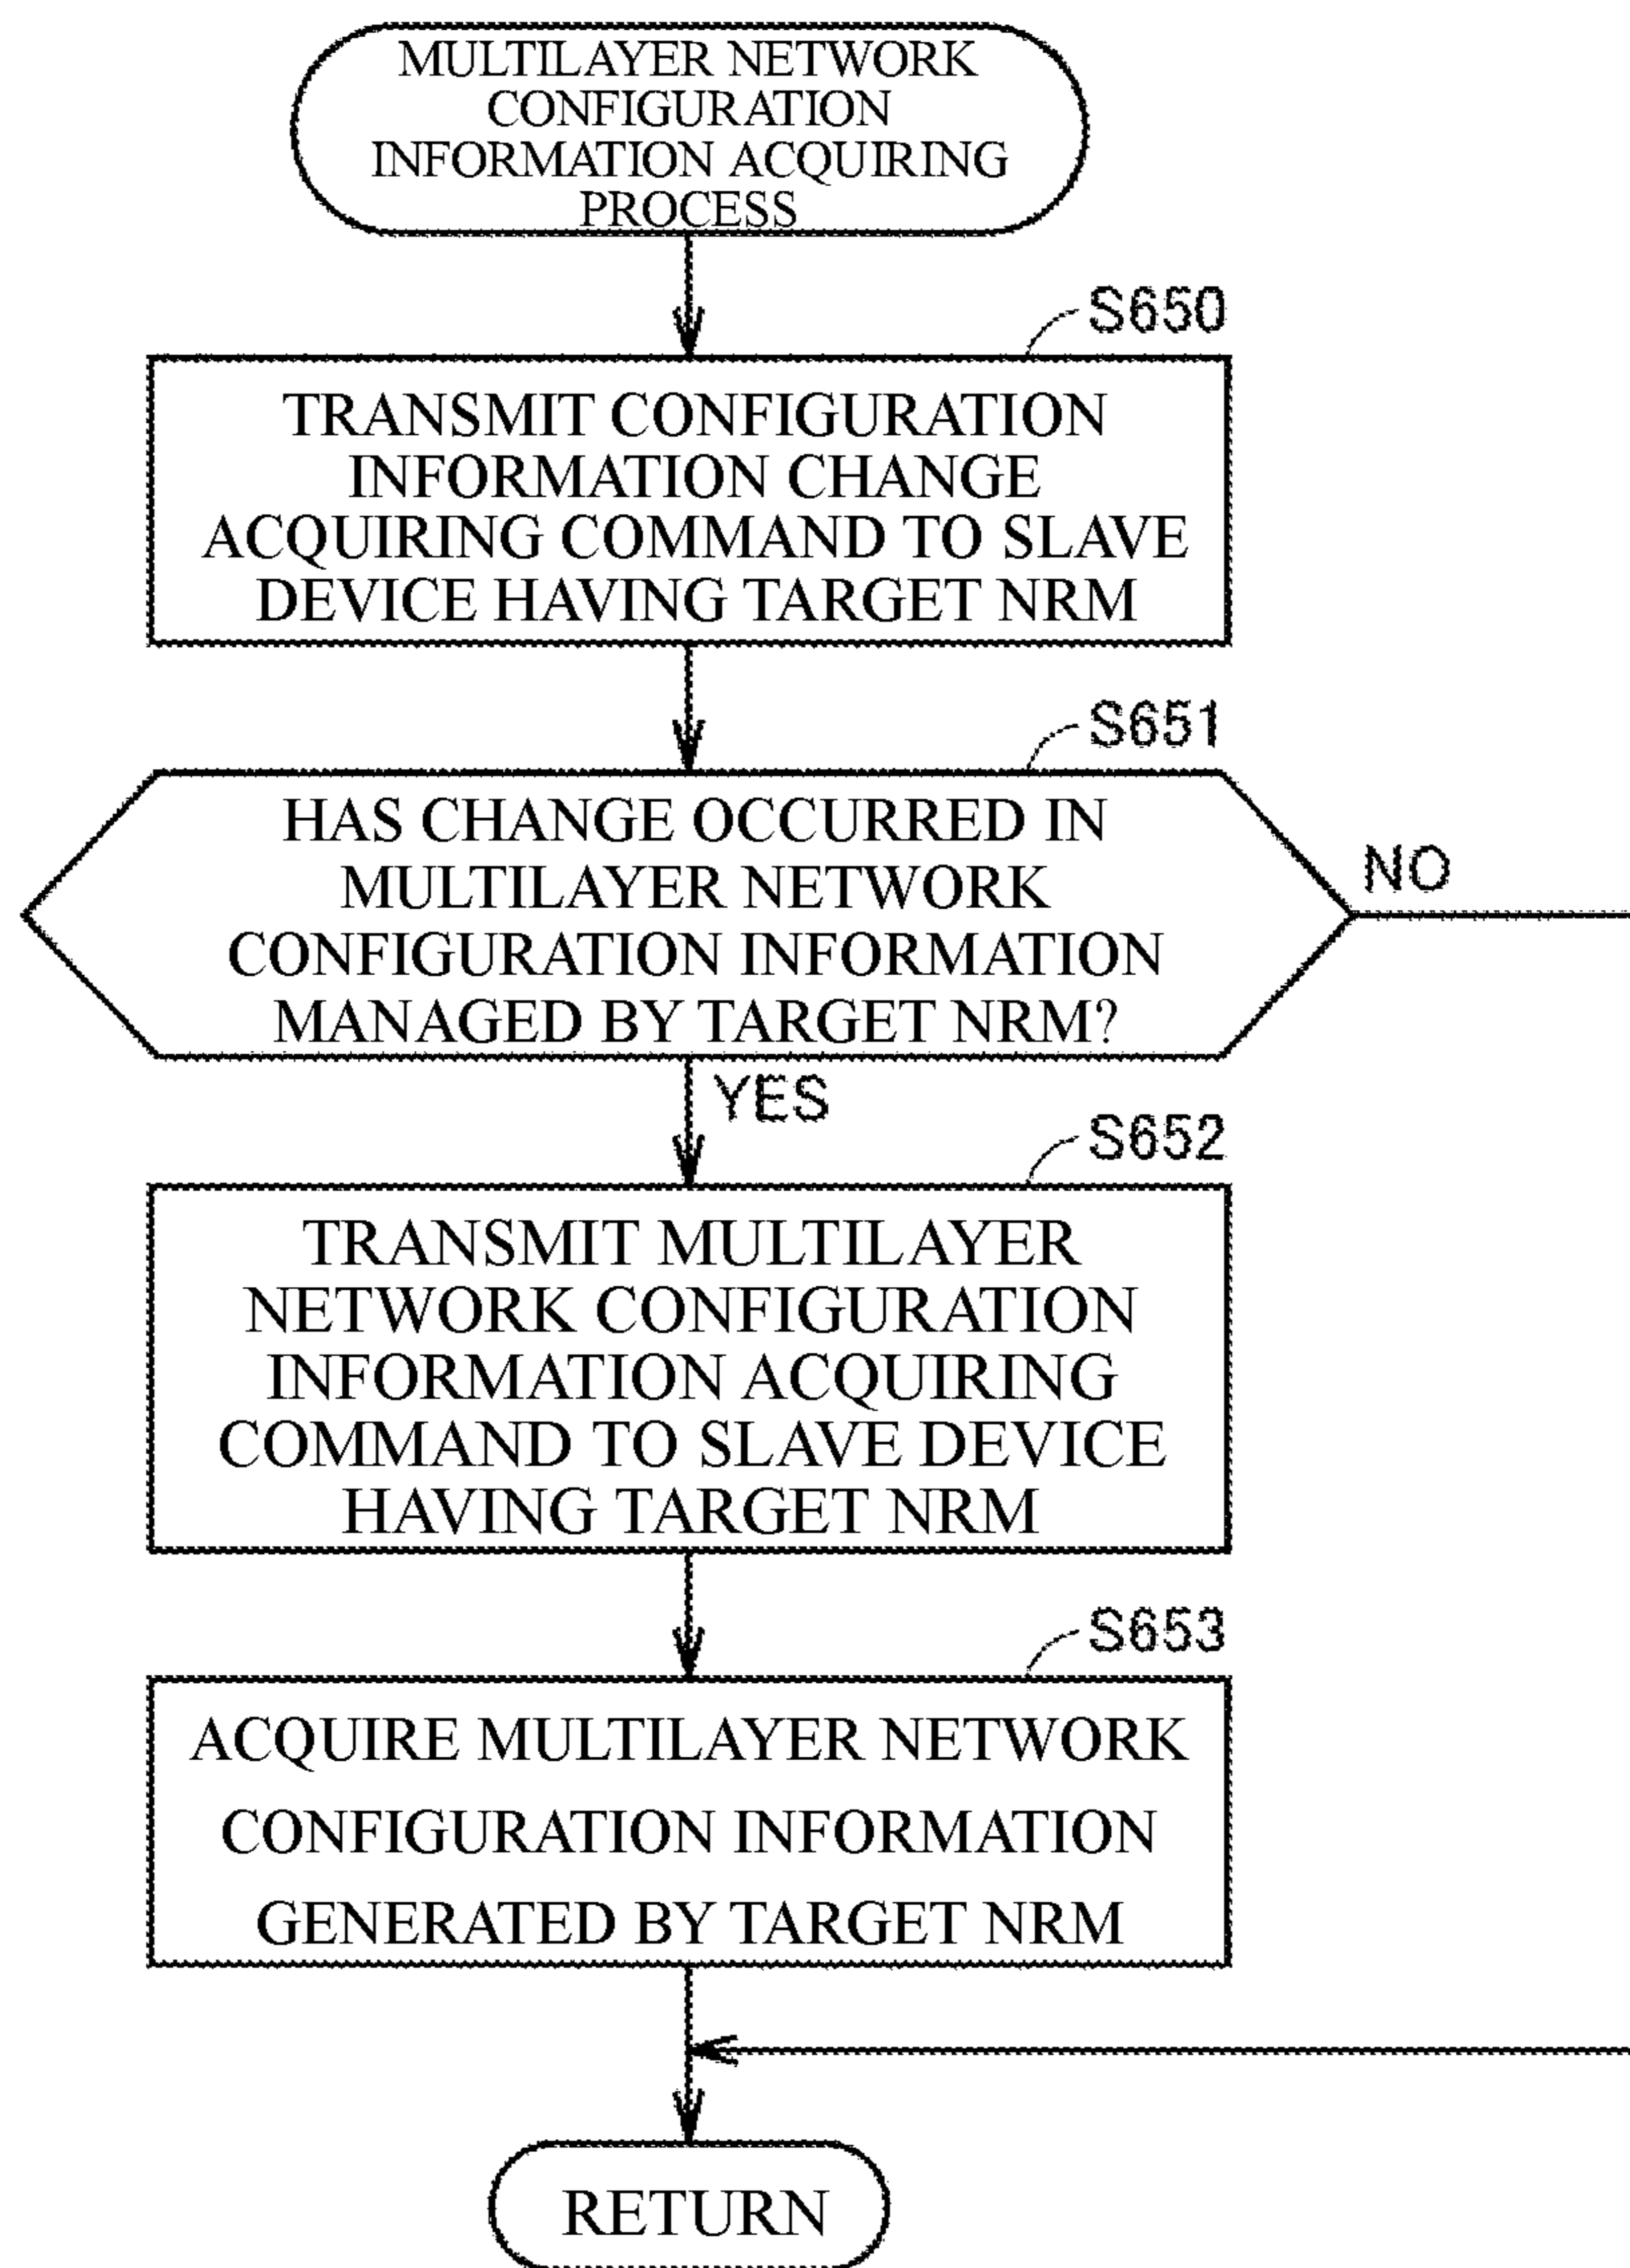 MULTILAYER NETWORK
CONFIGURATION
INFORMATION ACQUIRING
PROCESS
S650
TRANSMIT CONFIGURATION
INFORMATION CHANGE
ACQUIRING COMMAND TO SLAVE
DEVICE HAVING TARGET NRM
S651
HAS CHANGE OCCURRED IN
MULTILAYER NETWORK
CONFIGURATION INFORMATION
MANAGED BY TARGET NRM?
NO
YES
S652
TRANSMIT MULTILAYER
NETWORK CONFIGURATION
INFORMATION ACQUIRING
COMMAND TO SLAVE DEVICE
HAVING TARGET NRM
S653
ACQUIRE MULTILAYER NETWORK
CONFIGURATION INFORMATION
GENERATED BY TARGET NRM
RETURN